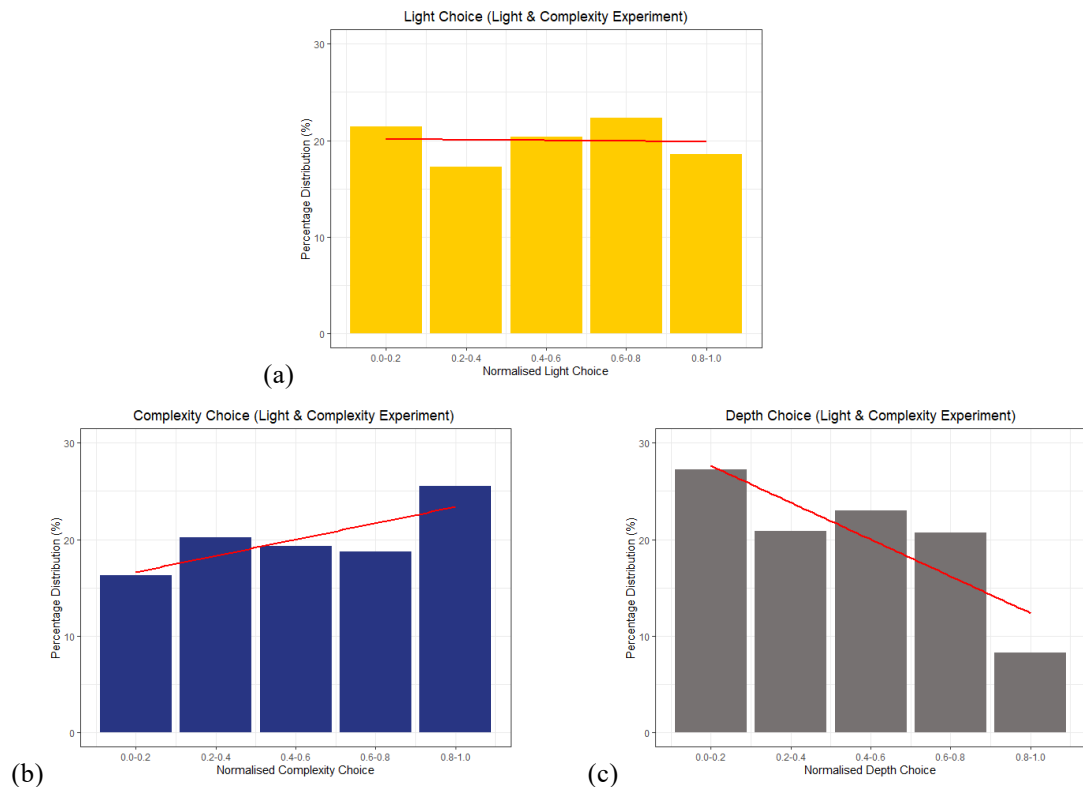 Light Choice (Light & Complexity Experiment)
Percentage Distribution (%)
30
20
10
0
0.0-0.2 0.2-0.4 0.4-0.6 0.6-0.8 0.8-1.0
Normalised Light Choice
(a)
Complexity Choice (Light & Complexity Experiment)
Percentage Distribution (%)
30
20
10
0
0.0-0.2 0.2-0.4 0.4-0.6 0.6-0.8 0.8-1.0
Normalised Complexity Choice
(b)
Depth Choice (Light & Complexity Experiment)
Percentage Distribution (%)
30
20
10
0
0.0-0.2 0.2-0.4 0.4-0.6 0.6-0.8 0.8-1.0
Normalised Depth Choice
(c)